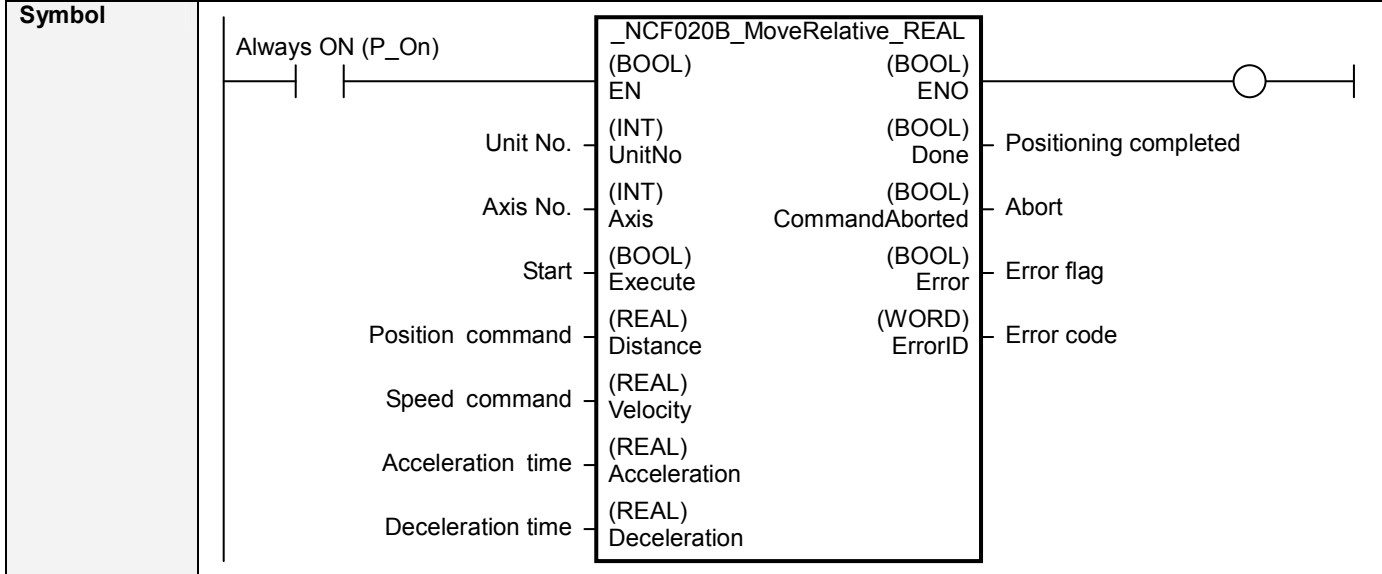 Symbol
Always ON (P_On)
_NCF020B_MoveRelative_REAL
(BOOL) (BOOL)
EN ENO
Unit No. (INT) (BOOL) Positioning completed
UnitNo Done
Axis No. (INT) (BOOL) Abort
Axis CommandAborted
Start (BOOL) (BOOL) Error flag
Execute Error
Position command (REAL) (WORD) Error code
Distance ErrorID
Speed command (REAL)
Velocity
Acceleration time (REAL)
Acceleration
Deceleration time (REAL)
Deceleration